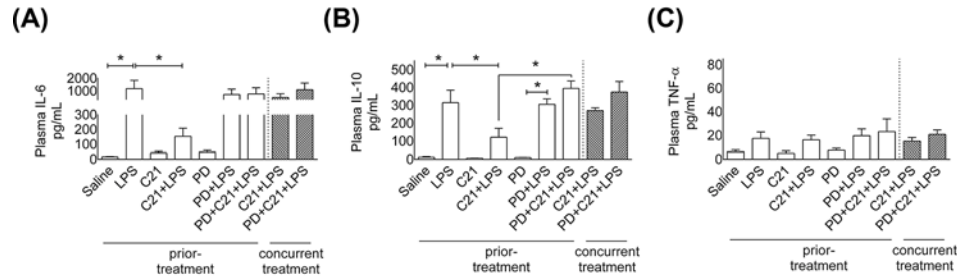 (A)
Plasma IL-6
pg/mL
2000
1000
300
200
100
0
* *
Saline
LPS
C21
C21+LPS
PD
PD+LPS
PD+C21+LPS
C21+LPS
PD+C21+LPS
prior-
treatment
concurrent
treatment
(B)
Plasma IL-10
pg/mL
500
400
300
200
100
0
* * * *
Saline
LPS
C21
C21+LPS
PD
PD+LPS
PD+C21+LPS
C21+LPS
PD+C21+LPS
prior-
treatment
concurrent
treatment
(C)
Plasma TNF-α
pg/mL
80
60
40
20
0
Saline
LPS
C21
C21+LPS
PD
PD+LPS
PD+C21+LPS
C21+LPS
PD+C21+LPS
prior-
treatment
concurrent
treatment